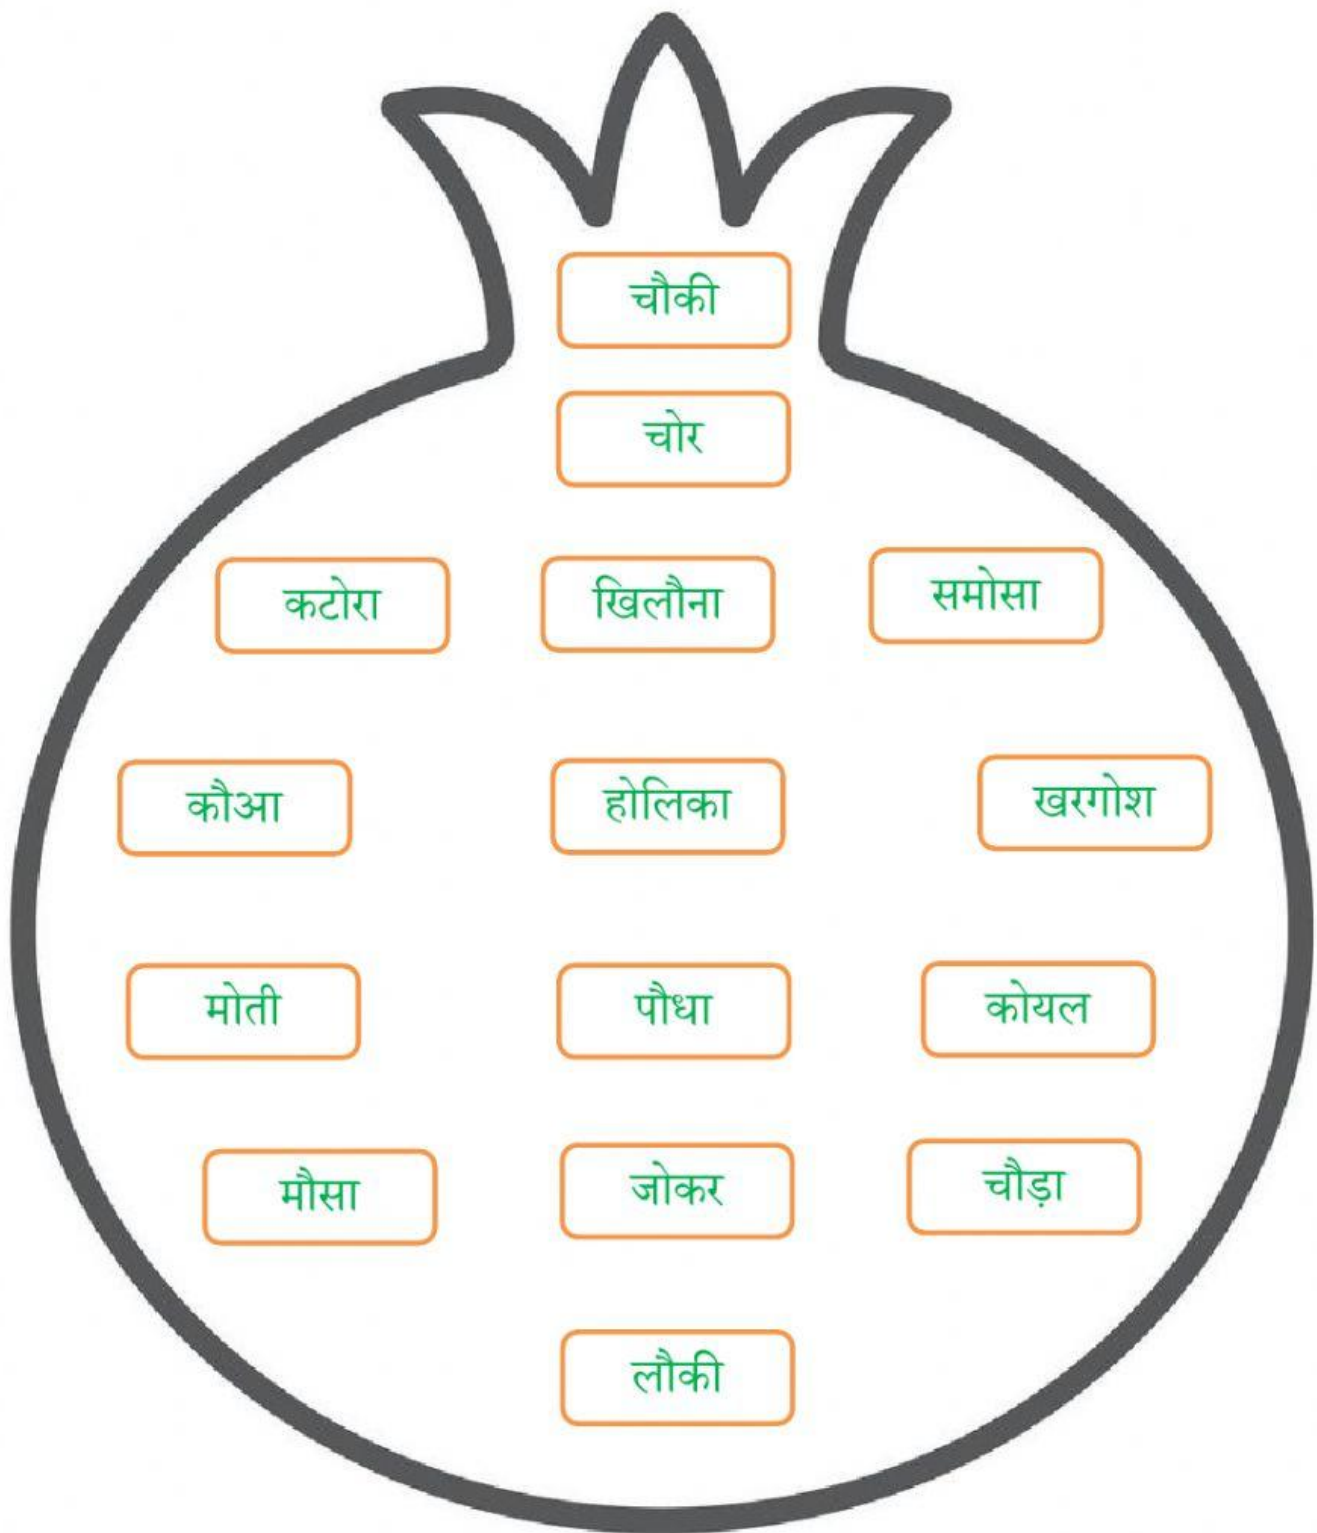 चौकी
चोर
कटोरा खिलौना समोसा
कौआ होलिका खरगोश
मोती पौधा कोयल
मौसा जोकर चौड़ा
लौकी